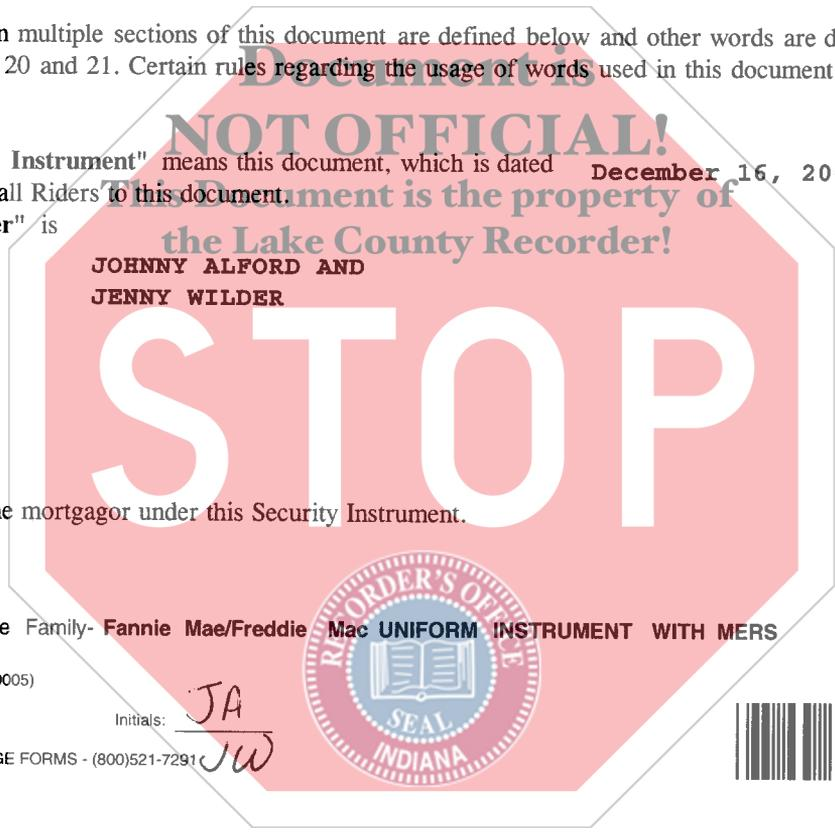 n multiple sections of this document are defined below and other words are d
20 and 21. Certain rules regarding the usage of words used in this document
Document is
NOT OFFICIAL!
Instrument" means this document, which is dated December 16, 20
all Riders to this document.
This Document is the property of
er" is
the Lake County Recorder!
JOHNNY ALFORD AND
JENNY WILDER
STOP
e mortgagor under this Security Instrument.
RECORDER'S OFFICE
e Family- Fannie Mae/Freddie Mac UNIFORM INSTRUMENT WITH MERS
0005)
Initials: JA
SEAL
GE FORMS - (800)521-7291 JW
INDIANA